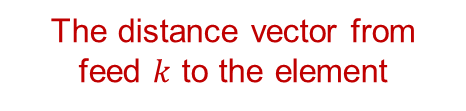 The distance vector from
feed k to the element